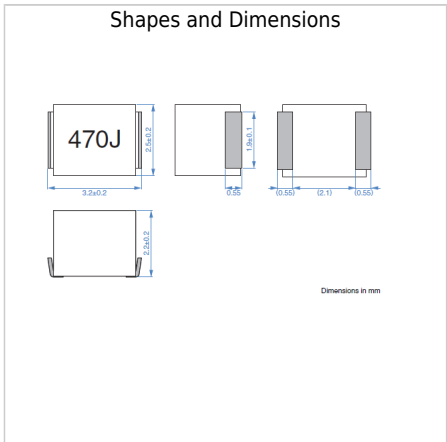 Shapes and Dimensions
470J
2.5±0.2
1.9±0.1
3.2±0.2
0.55
(0.55)
(2.1)
(0.55)
2.2±0.2
Dimensions in mm